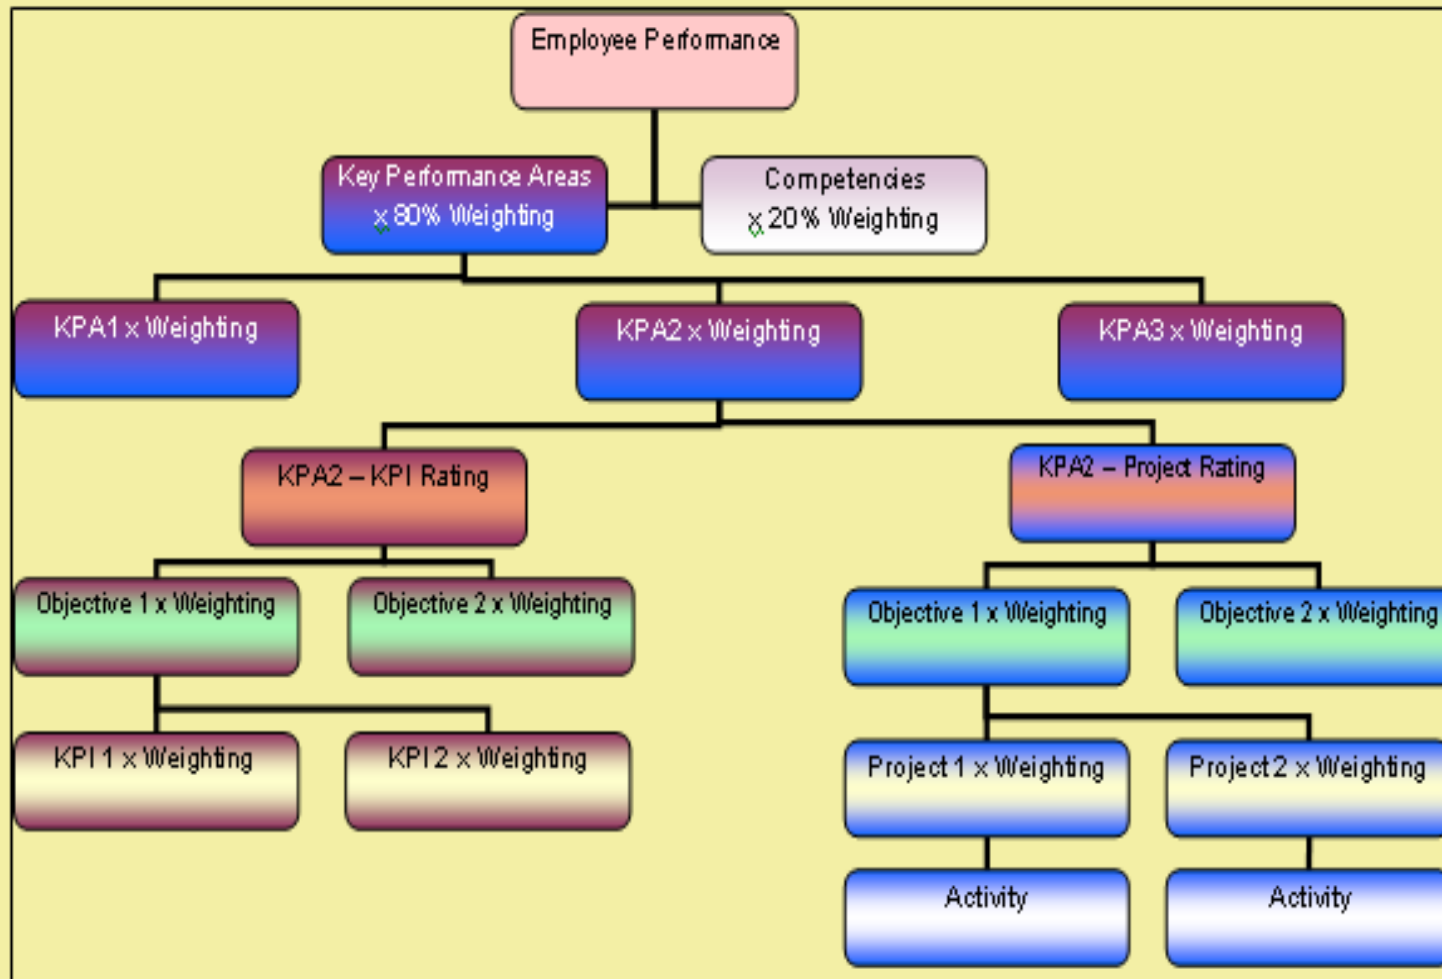 Employee Performance
Key Performance Areas
x 80% Weighting
Competencies
x 20% Weighting
KPA1 x Weighting
KPA2 x Weighting
KPA3 x Weighting
KPA2 – KPI Rating
KPA2 – Project Rating
Objective 1 x Weighting
Objective 2 x Weighting
Objective 1 x Weighting
Objective 2 x Weighting
KPI 1 x Weighting
KPI 2 x Weighting
Project 1 x Weighting
Project 2 x Weighting
Activity
Activity